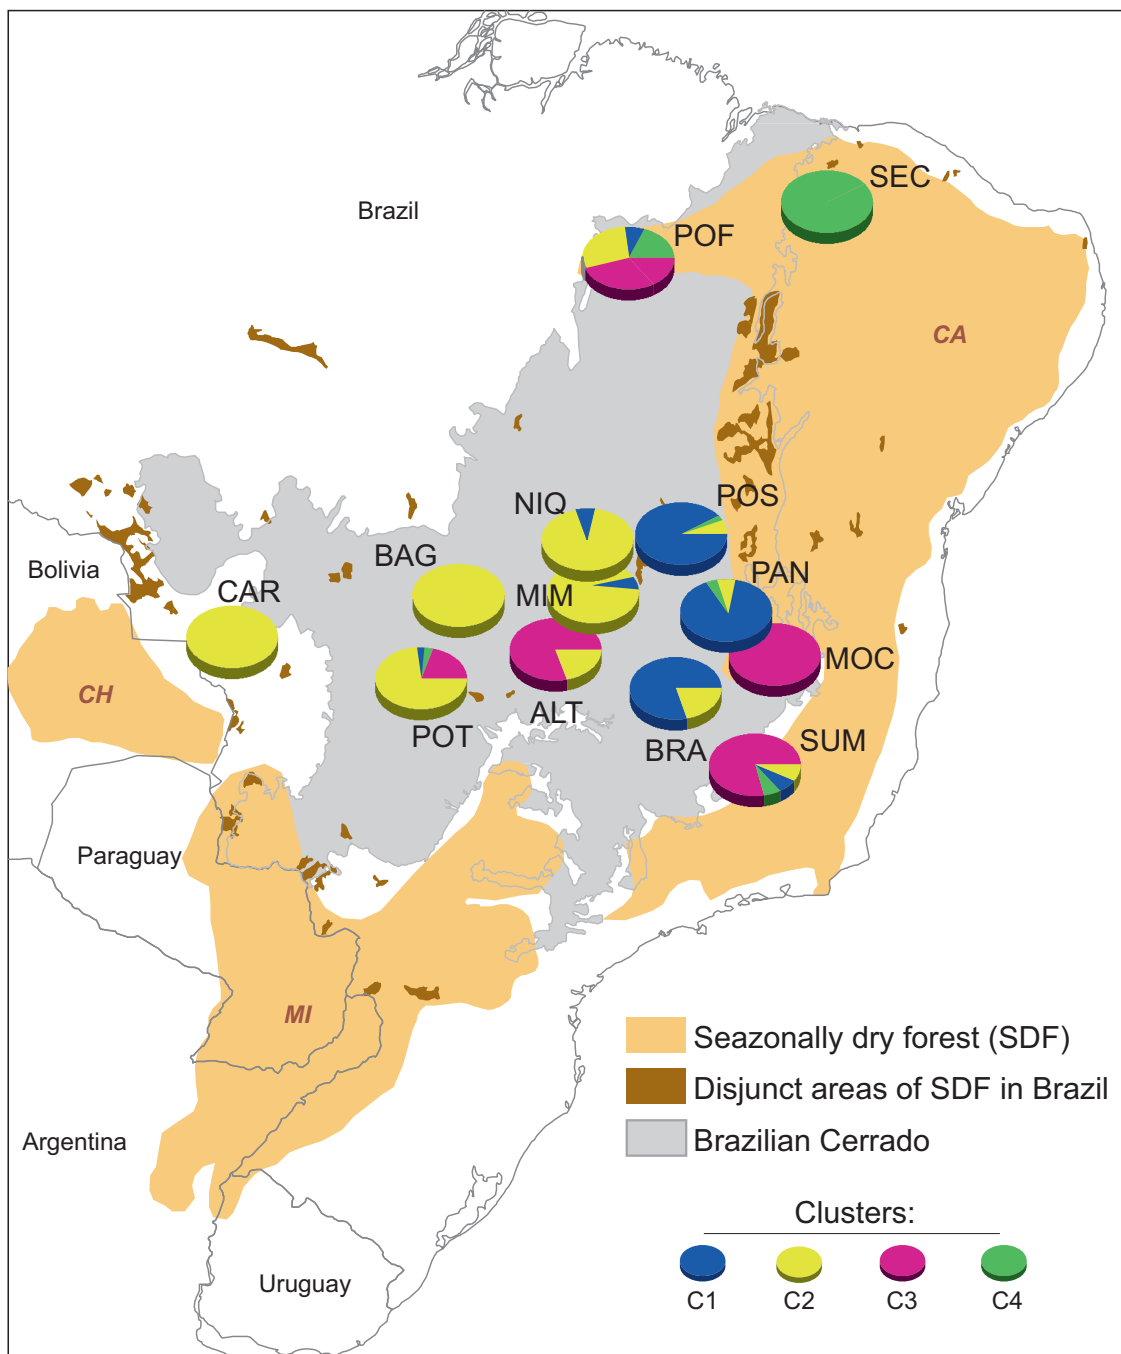 Brazil
SEC
POF
CA
NIQ
POS
BAG
Bolivia
CAR
MIM
PAN
MOC
CH
POT
ALT
BRA
SUM
Paraguay
MI
Seazonally dry forest (SDF)
Disjunct areas of SDF in Brazil
Argentina
Brazilian Cerrado
Clusters:
Uruguay
C1 C2 C3 C4